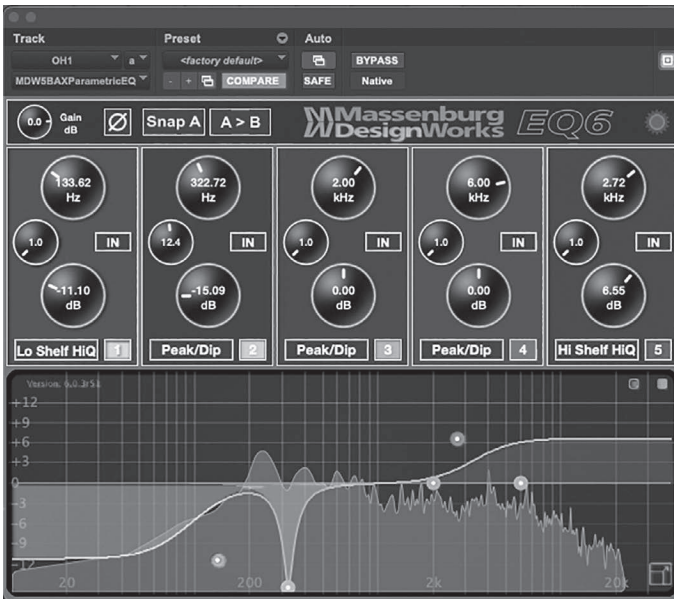 Track Preset Auto
OH1 a <factory default> BYPASS
MDW5BAXParametricEQ - + COMPARE SAFE Native
0.0 Gain dB Ø Snap A A > B Massenburg DesignWorks EQ6
133.62 Hz 322.72 Hz 2.00 kHz 6.00 kHz 2.72 kHz
1.0 IN 12.4 IN 1.0 IN 1.0 IN 1.0 IN
-11.10 dB -15.09 dB 0.00 dB 0.00 dB 6.55 dB
Lo Shelf HiQ 1 Peak/Dip 2 Peak/Dip 3 Peak/Dip 4 Hi Shelf HiQ 5
+12
+9
+6
+3
0
-3
-6
-9
-12
20 200 2k 20k